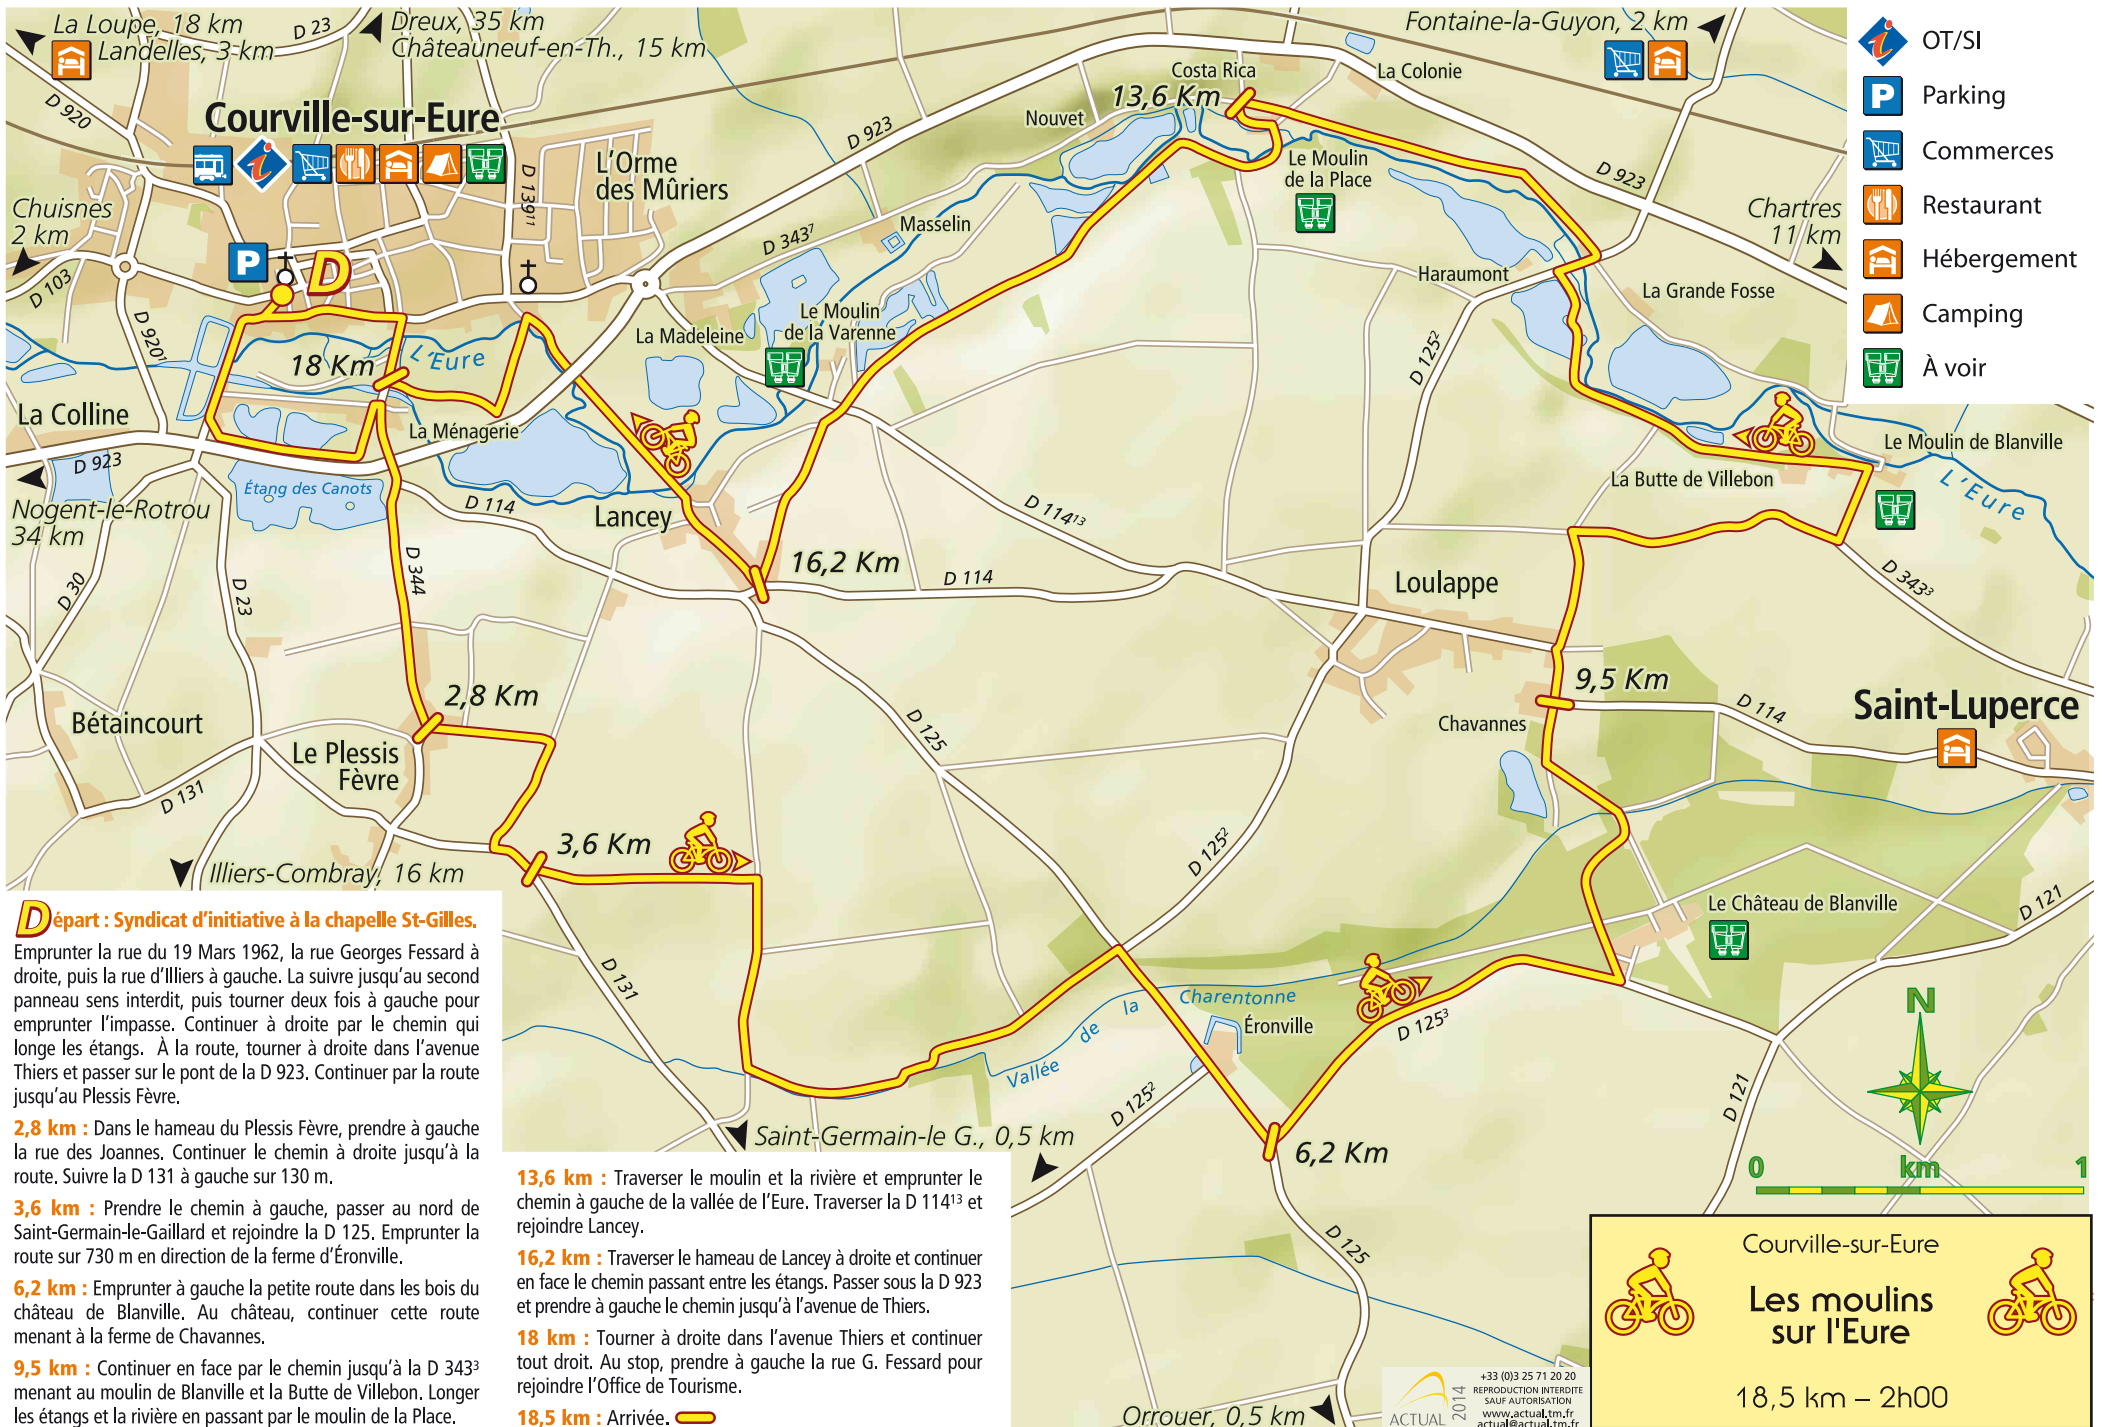 La Loupe, 18 km
Landelles, 3 km
D 23
Dreux, 35 km
Châteauneuf-en-Th., 15 km
Fontaine-la-Guyon, 2 km
OT/SI
Parking
Commerces
Restaurant
Hébergement
Camping
À voir
P
D 920
Courville-sur-Eure
D 139¹¹
L'Orme
des Mûriers
D 923
Nouvet
Costa Rica
13,6 Km
La Colonie
Le Moulin
de la Place
D 923
Chartres
11 km
Chuisnes
2 km
D 103
P
D
D 920¹
D 343⁷
Masselin
La Madeleine
Le Moulin
de la Varenne
Haraumont
La Grande Fosse
D 125²
18 Km
L'Eure
La Colline
D 923
La Ménagerie
Étang des Canots
Nogent-le-Rotrou
34 km
D 114
Lancey
D 114¹³
16,2 Km
D 114
Loulappe
La Butte de Villebon
Le Moulin de Blanville
L'Eure
D 343³
D 30
D 23
D 344
2,8 Km
Bétaincourt
Le Plessis
Fèvre
D 131
D 125
9,5 Km
Chavannes
D 114
Saint-Luperce
3,6 Km
D 125²
Illiers-Combray, 16 km
D 131
Le Château de Blanville
D 121
Vallée de la Charentonne
Éronville
D 125³
D 125²
D 121
Saint-Germain-le G., 0,5 km
6,2 Km
D 125
Orrouer, 0,5 km
N
0 km 1
Départ : Syndicat d'initiative à la chapelle St-Gilles.
Emprunter la rue du 19 Mars 1962, la rue Georges Fessard à
droite, puis la rue d'Illiers à gauche. La suivre jusqu'au second
panneau sens interdit, puis tourner deux fois à gauche pour
emprunter l'impasse. Continuer à droite par le chemin qui
longe les étangs. À la route, tourner à droite dans l'avenue
Thiers et passer sur le pont de la D 923. Continuer par la route
jusqu'au Plessis Fèvre.
2,8 km : Dans le hameau du Plessis Fèvre, prendre à gauche
la rue des Joannes. Continuer le chemin à droite jusqu'à la
route. Suivre la D 131 à gauche sur 130 m.
3,6 km : Prendre le chemin à gauche, passer au nord de
Saint-Germain-le-Gaillard et rejoindre la D 125. Emprunter la
route sur 730 m en direction de la ferme d'Éronville.
6,2 km : Emprunter à gauche la petite route dans les bois du
château de Blanville. Au château, continuer cette route
menant à la ferme de Chavannes.
9,5 km : Continuer en face par le chemin jusqu'à la D 343³
menant au moulin de Blanville et la Butte de Villebon. Longer
les étangs et la rivière en passant par le moulin de la Place.
13,6 km : Traverser le moulin et la rivière et emprunter le
chemin à gauche de la vallée de l'Eure. Traverser la D 114¹³ et
rejoindre Lancey.
16,2 km : Traverser le hameau de Lancey à droite et continuer
en face le chemin passant entre les étangs. Passer sous la D 923
et prendre à gauche le chemin jusqu'à l'avenue de Thiers.
18 km : Tourner à droite dans l'avenue Thiers et continuer
tout droit. Au stop, prendre à gauche la rue G. Fessard pour
rejoindre l'Office de Tourisme.
18,5 km : Arrivée.
ACTUAL
2014
+33 (0)3 25 71 20 20
REPRODUCTION INTERDITE
SAUF AUTORISATION
www.actual.tm.fr
actual@actual.tm.fr
Courville-sur-Eure
Les moulins
sur l'Eure
18,5 km – 2h00